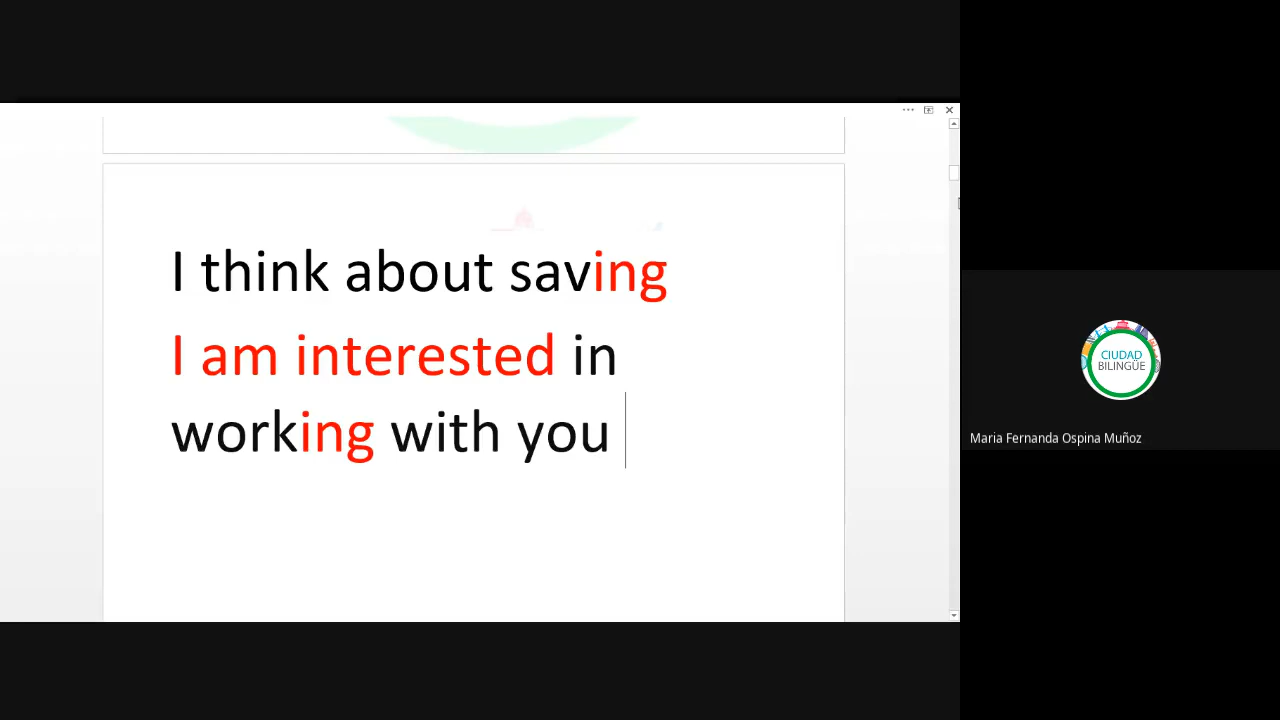 I think about saving
I am interested in
working with you
CIUDAD
BILINGÜE
Maria Fernanda Ospina Muñoz